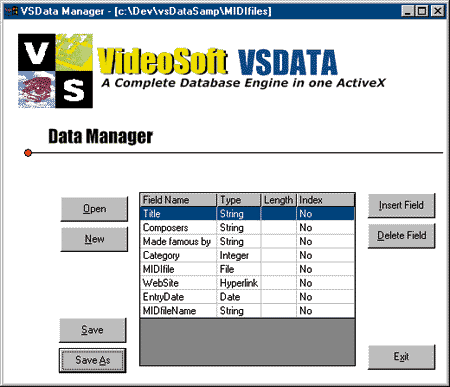 VSData Manager - [c:\Dev\vsDataSamp\MIDIfiles]
V
S
VideoSoft VSDATA
A Complete Database Engine in one ActiveX
Data Manager
Open
New
Save
Save As
Field Name Type Length Index
Title String No
Composers String No
Made famous by String No
Category Integer No
MIDIfile File No
WebSite Hyperlink No
EntryDate Date No
MIDfileName String No
Insert Field
Delete Field
Exit